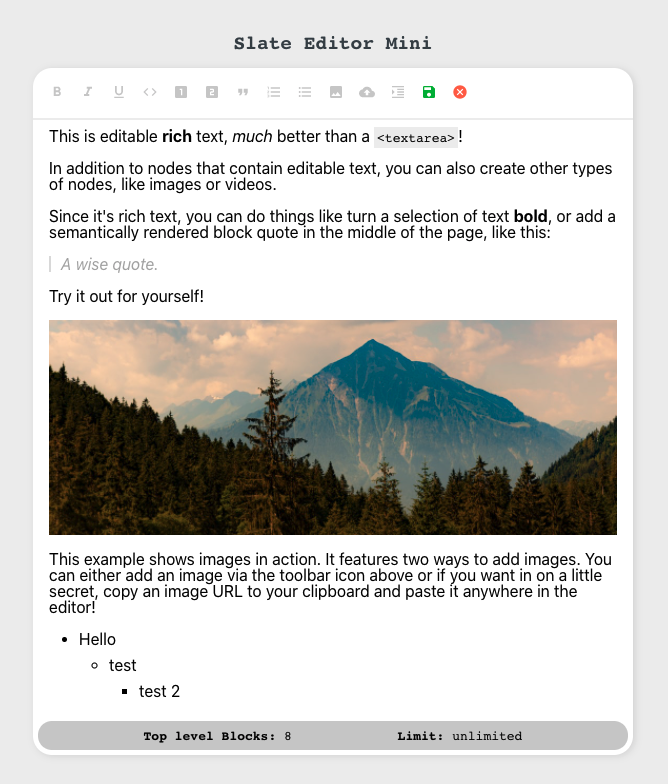 Slate Editor Mini
B I U <> 1 2
This is editable rich text, much better than a <textarea>!
In addition to nodes that contain editable text, you can also create other types
of nodes, like images or videos.
Since it's rich text, you can do things like turn a selection of text bold, or add a
semantically rendered block quote in the middle of the page, like this:
A wise quote.
Try it out for yourself!
This example shows images in action. It features two ways to add images. You
can either add an image via the toolbar icon above or if you want in on a little
secret, copy an image URL to your clipboard and paste it anywhere in the
editor!
Hello
test
test 2
Top level Blocks: 8 Limit: unlimited